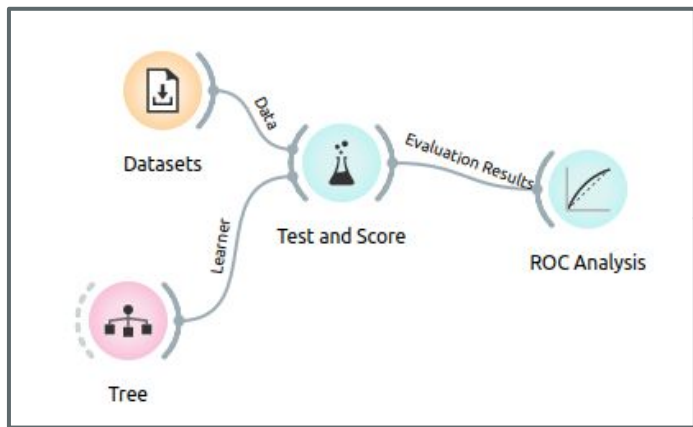 Datasets
Data
Test and Score
Evaluation Results
ROC Analysis
Learner
Tree